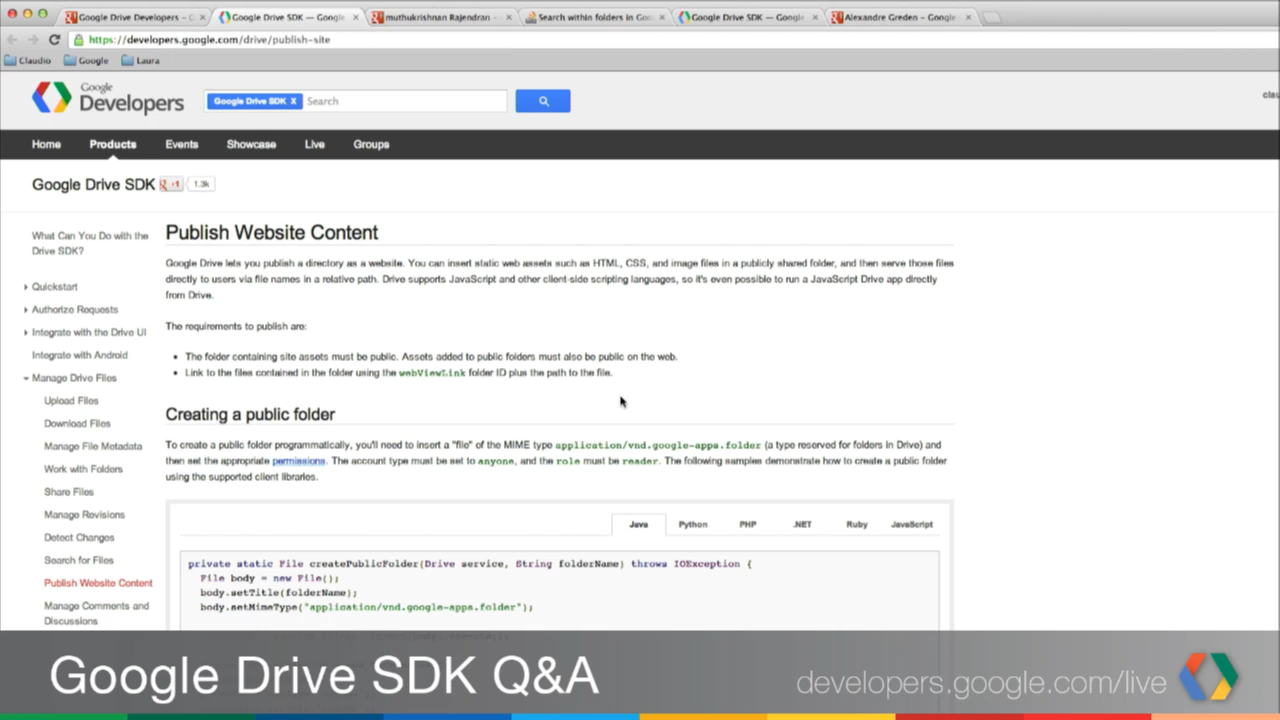 Google Drive Developers – C
Google Drive SDK — Google
muthukrishnan Rajendran -
Search within folders in Goo
Google Drive SDK — Google
Alexandre Greden – Google
https://developers.google.com/drive/publish-site
Claudio Google Laura
Google
Developers
Google Drive SDK X Search
clau
Home Products Events Showcase Live Groups
Google Drive SDK +1 1.3k
What Can You Do with the
Drive SDK?
Quickstart
Authorize Requests
Integrate with the Drive UI
Integrate with Android
Manage Drive Files
Upload Files
Download Files
Manage File Metadata
Work with Folders
Share Files
Manage Revisions
Detect Changes
Search for Files
Publish Website Content
Manage Comments and
Discussions
Publish Website Content
Google Drive lets you publish a directory as a website. You can insert static web assets such as HTML, CSS, and image files in a publicly shared folder, and then serve those files
directly to users via file names in a relative path. Drive supports JavaScript and other client-side scripting languages, so it's even possible to run a JavaScript Drive app directly
from Drive.
The requirements to publish are:
• The folder containing site assets must be public. Assets added to public folders must also be public on the web.
• Link to the files contained in the folder using the webViewLink folder ID plus the path to the file.
Creating a public folder
To create a public folder programmatically, you'll need to insert a "file" of the MIME type application/vnd.google-apps.folder (a type reserved for folders in Drive) and
then set the appropriate permissions. The account type must be set to anyone, and the role must be reader. The following samples demonstrate how to create a public folder
using the supported client libraries.
Java Python PHP .NET Ruby JavaScript
private static File createPublicFolder(Drive service, String folderName) throws IOException {
File body = new File();
body.setTitle(folderName);
body.setMimeType("application/vnd.google-apps.folder");
Google Drive SDK Q&A
developers.google.com/live